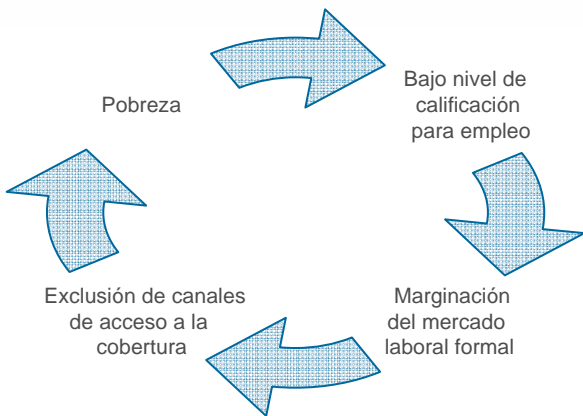 Pobreza
Bajo nivel de
calificación
para empleo
Marginación
del mercado
laboral formal
Exclusión de canales
de acceso a la
cobertura